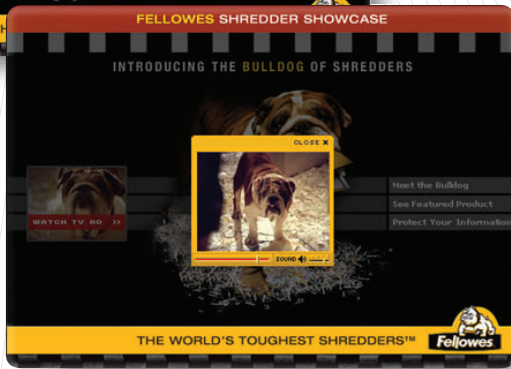 FELLOWES SHREDDER SHOWCASE
INTRODUCING THE BULLDOG OF SHREDDERS
CLOSE X
WATCH TV AD >>
Meet the Bulldog
See Featured Product
Protect Your Information
SOUND
THE WORLD'S TOUGHEST SHREDDERS™
Fellowes